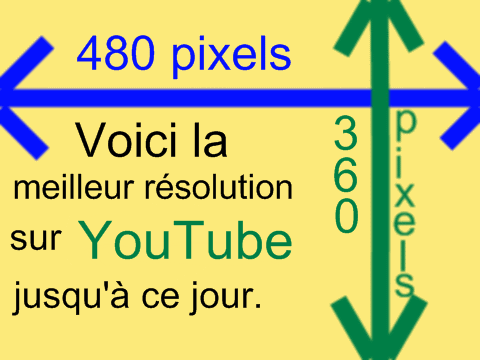 480 pixels
Voici la
meilleur résolution
sur YouTube
jusqu'à ce jour.
360
pixels